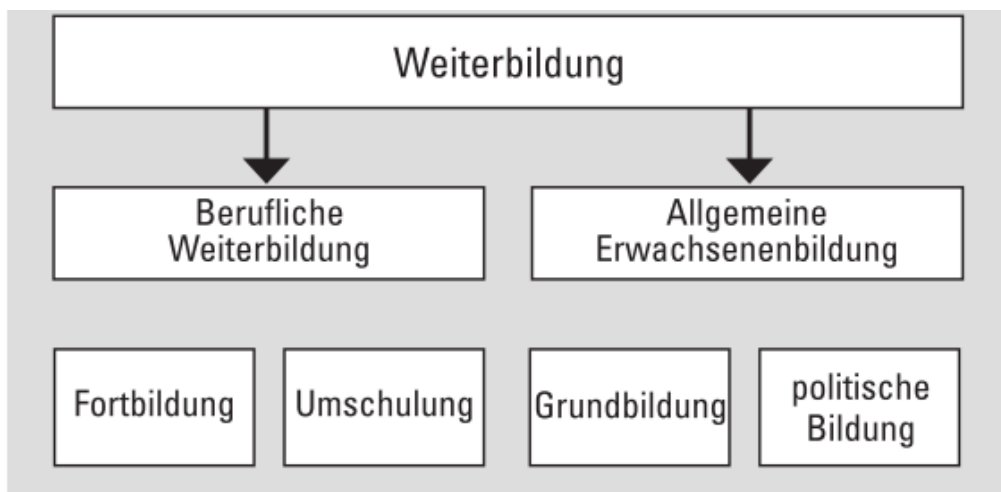 Weiterbildung
Berufliche
Weiterbildung
Allgemeine
Erwachsenenbildung
Fortbildung
Umschulung
Grundbildung
politische
Bildung